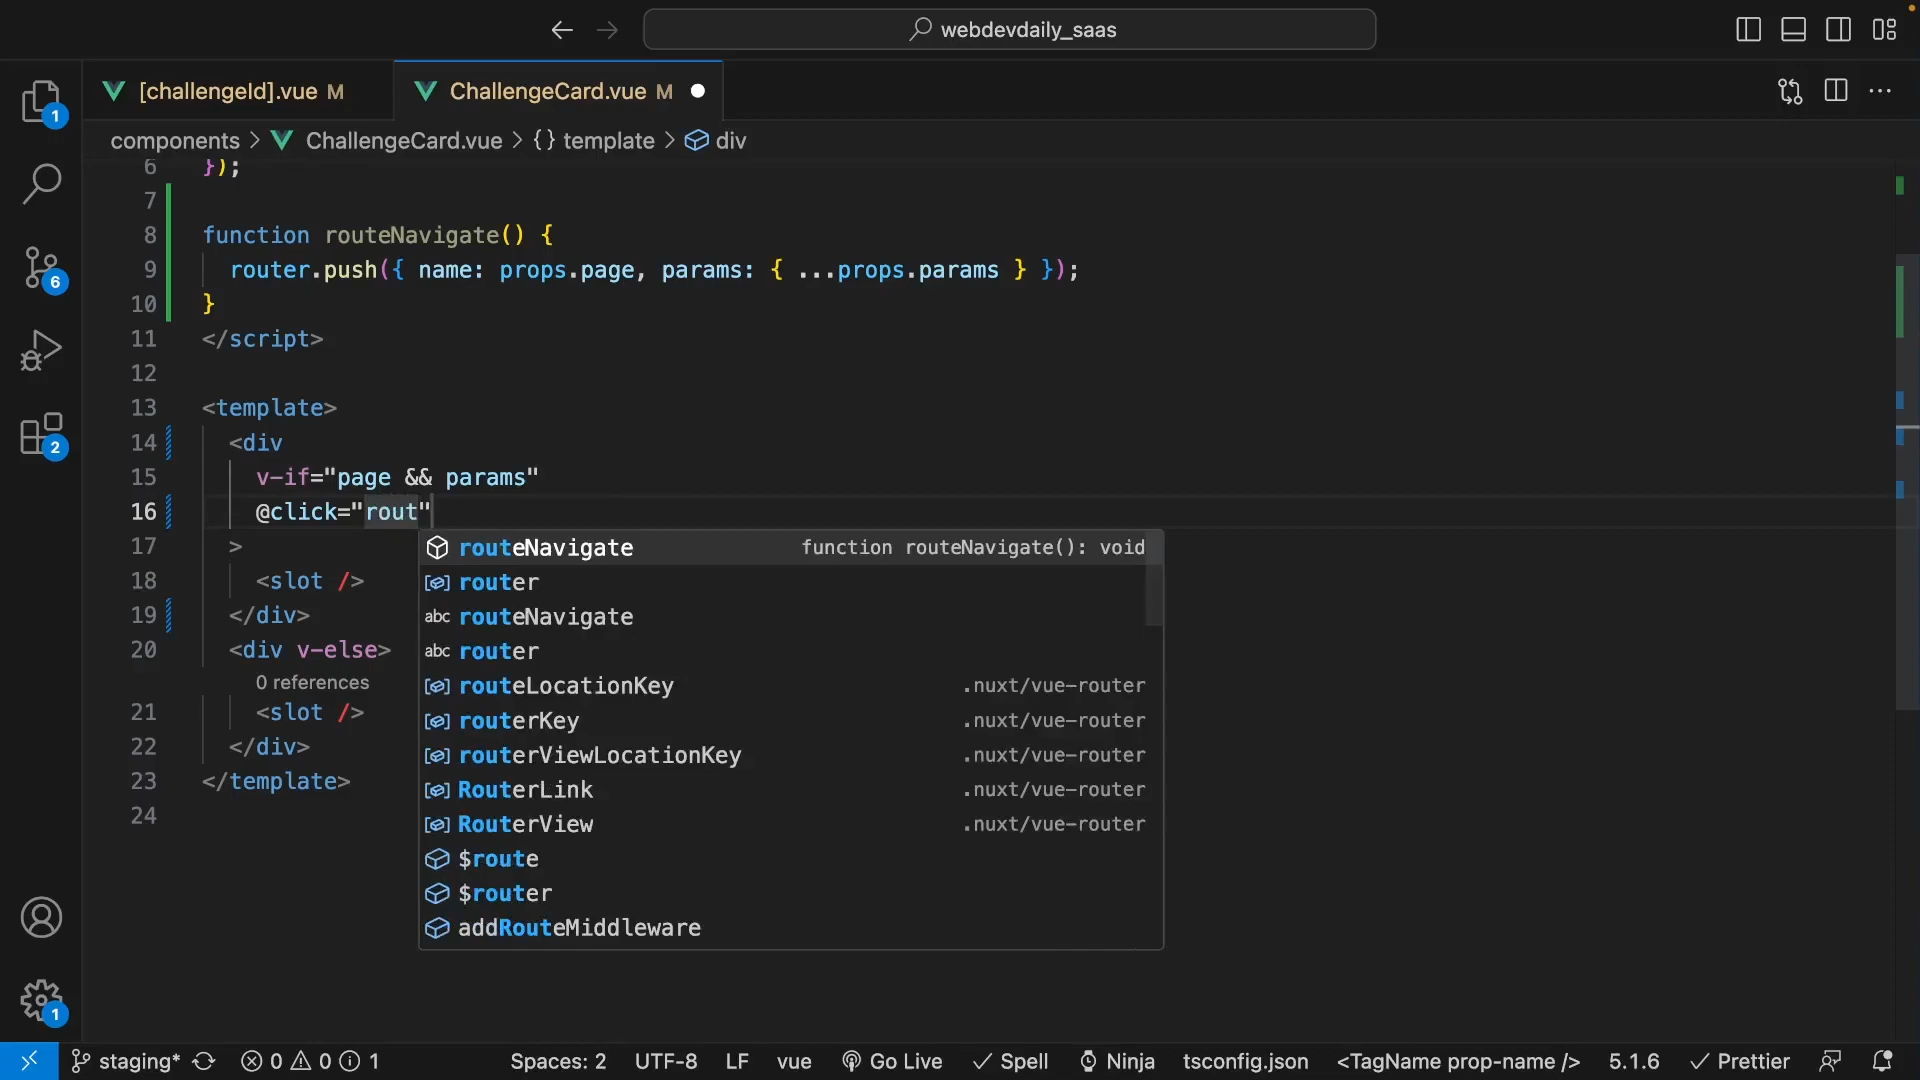 webdevdaily_saas
[challengeId].vue M
ChallengeCard.vue M
components > ChallengeCard.vue > {} template > div
1
6
2
1
6 });
7
8 function routeNavigate() {
9 router.push({ name: props.page, params: { ...props.params } });
10 }
11 </script>
12
13 <template>
14 <div
15 v-if="page && params"
16 @click="rout"
17 >
18 <slot />
19 </div>
20 <div v-else>
0 references
21 <slot />
22 </div>
23 </template>
24
routeNavigate function routeNavigate(): void
router
abc routeNavigate
abc router
routeLocationKey .nuxt/vue-router
routerKey .nuxt/vue-router
routerViewLocationKey .nuxt/vue-router
RouterLink .nuxt/vue-router
RouterView .nuxt/vue-router
$route
$router
addRouteMiddleware
staging* 0 0 1 Spaces: 2 UTF-8 LF vue Go Live Spell Ninja tsconfig.json <TagName prop-name /> 5.1.6 Prettier